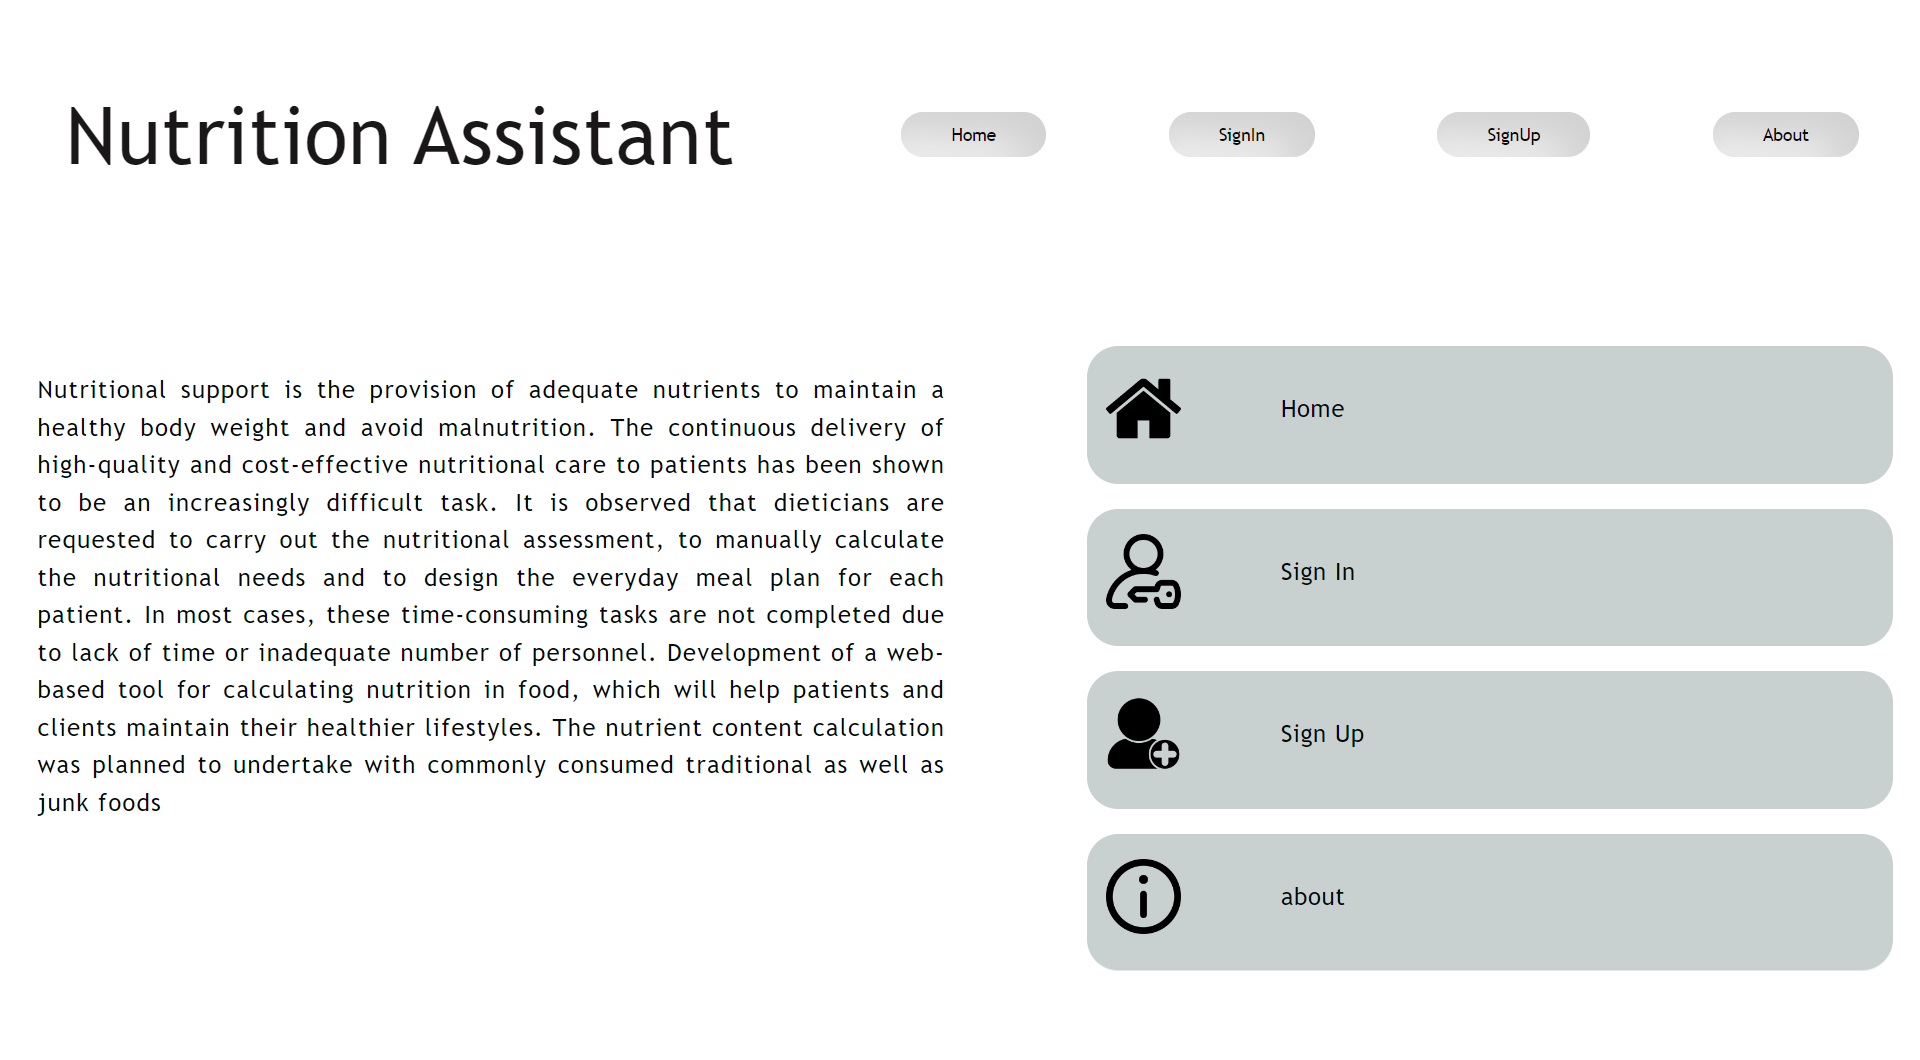 Nutrition Assistant
Home
SignIn
SignUp
About
Nutritional support is the provision of adequate nutrients to maintain a
healthy body weight and avoid malnutrition. The continuous delivery of
high-quality and cost-effective nutritional care to patients has been shown
to be an increasingly difficult task. It is observed that dieticians are
requested to carry out the nutritional assessment, to manually calculate
the nutritional needs and to design the everyday meal plan for each
patient. In most cases, these time-consuming tasks are not completed due
to lack of time or inadequate number of personnel. Development of a web-
based tool for calculating nutrition in food, which will help patients and
clients maintain their healthier lifestyles. The nutrient content calculation
was planned to undertake with commonly consumed traditional as well as
junk foods
Home
Sign In
Sign Up
about